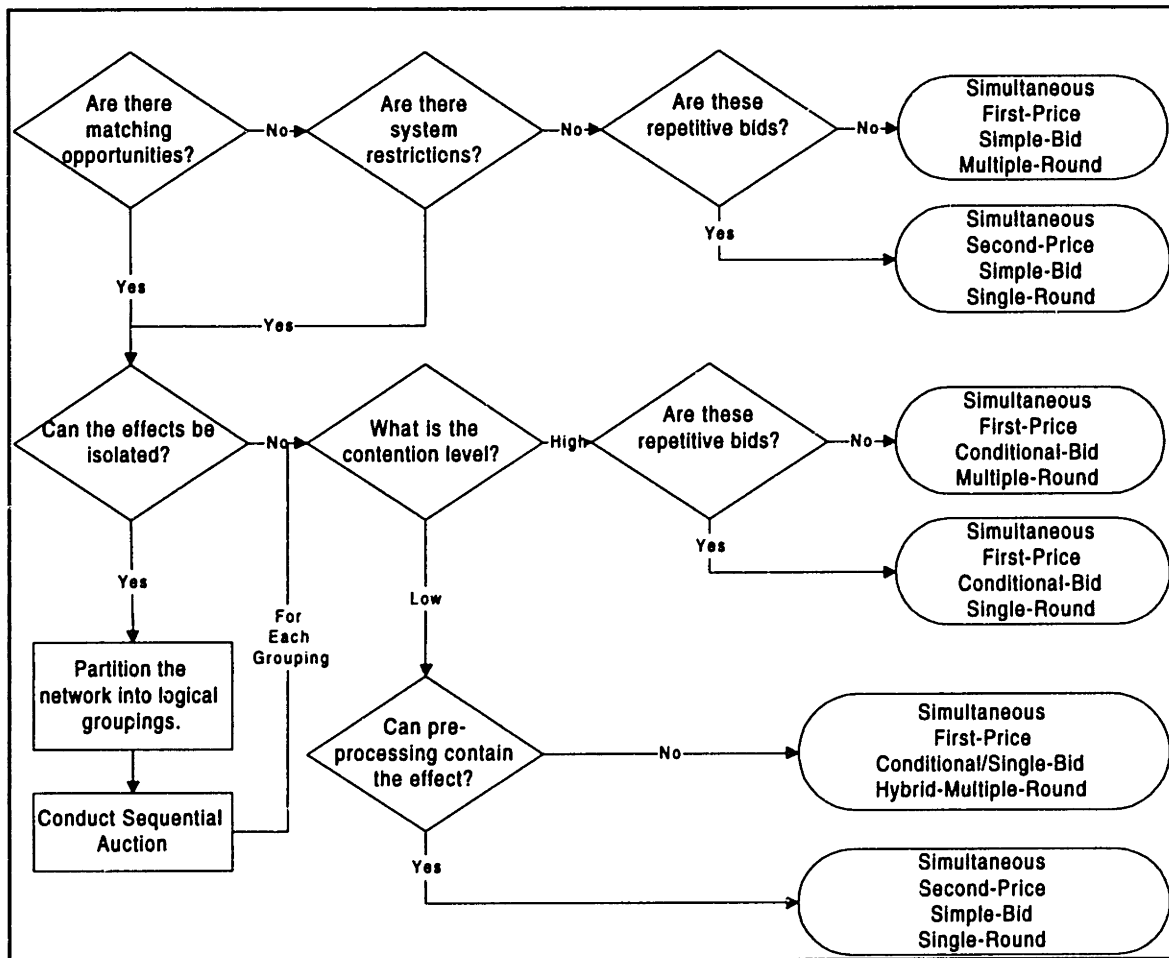 Are there
matching
opportunities?
No
Are there
system
restrictions?
No
Are these
repetitive bids?
No
Simultaneous
First-Price
Simple-Bid
Multiple-Round
Yes
Simultaneous
Second-Price
Simple-Bid
Single-Round
Yes
Yes
Can the effects be
isolated?
No
What is the
contention level?
High
Are these
repetitive bids?
No
Simultaneous
First-Price
Conditional-Bid
Multiple-Round
Yes
Simultaneous
First-Price
Conditional-Bid
Single-Round
Yes
For
Each
Grouping
Low
Partition the
network into logical
groupings.
Conduct Sequential
Auction
Can pre-
processing contain
the effect?
No
Simultaneous
First-Price
Conditional/Single-Bid
Hybrid-Multiple-Round
Yes
Simultaneous
Second-Price
Simple-Bid
Single-Round